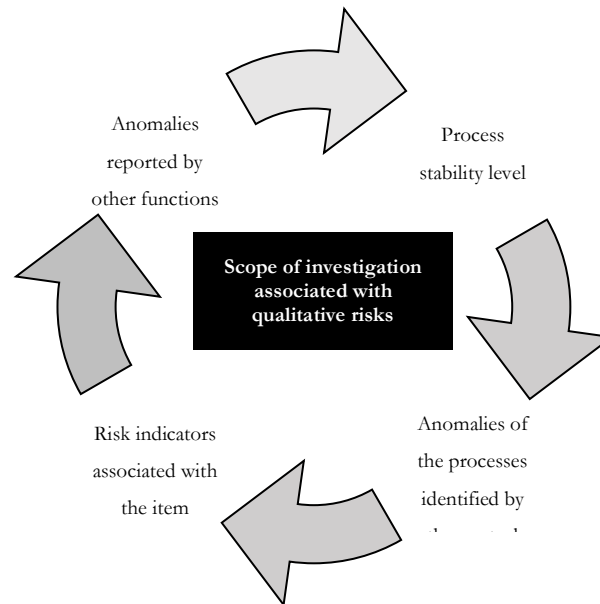 Anomalies
reported by
other functions
Process
stability level
Scope of investigation
associated with
qualitative risks
Risk indicators
associated with
the item
Anomalies of
the processes
identified by